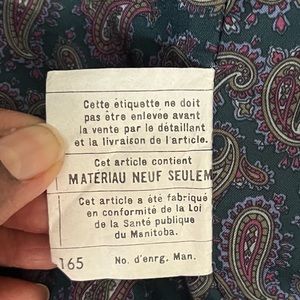 Cette étiquette ne doit
pas être enlevee avant
la vente par le détaillant
et la livraison de l'article.
Cet article contient
MATÉRIAU NEUF SEULEM
Cet article a été fabriqué
en conformité de la Loi
de la Santé publique
du Manitoba.
165 No. d'enrg. Man.